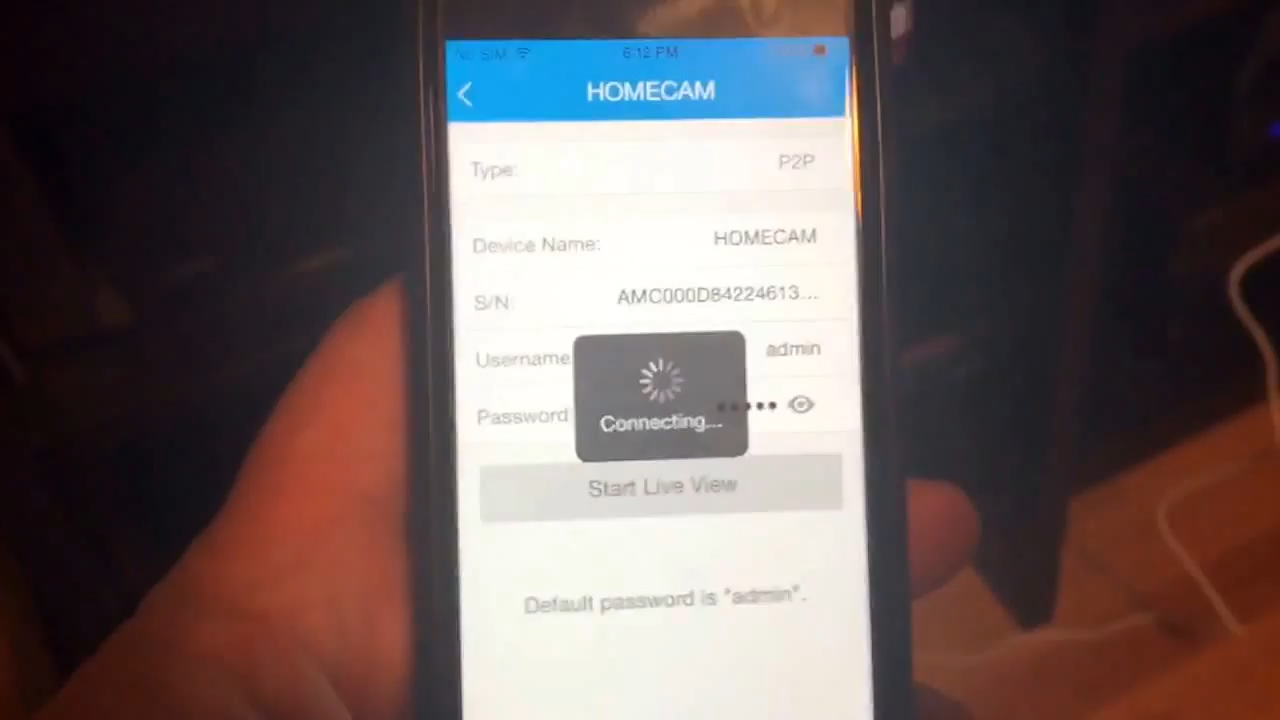 No SIM 6:12 PM
HOMECAM
Type: P2P
Device Name: HOMECAM
S/N: AMC000D84224613...
Username admin
Password •••••
Connecting...
Start Live View
Default password is "admin".